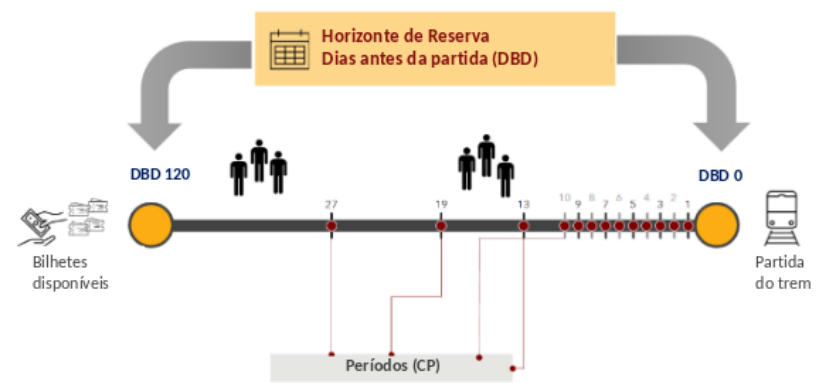 Horizonte de Reserva
Dias antes da partida (DBD)
DBD 120
DBD 0
27
19
13
10
9
8
7
6
5
4
3
2
1
Bilhetes
disponíveis
Partida
do trem
Períodos (CP)